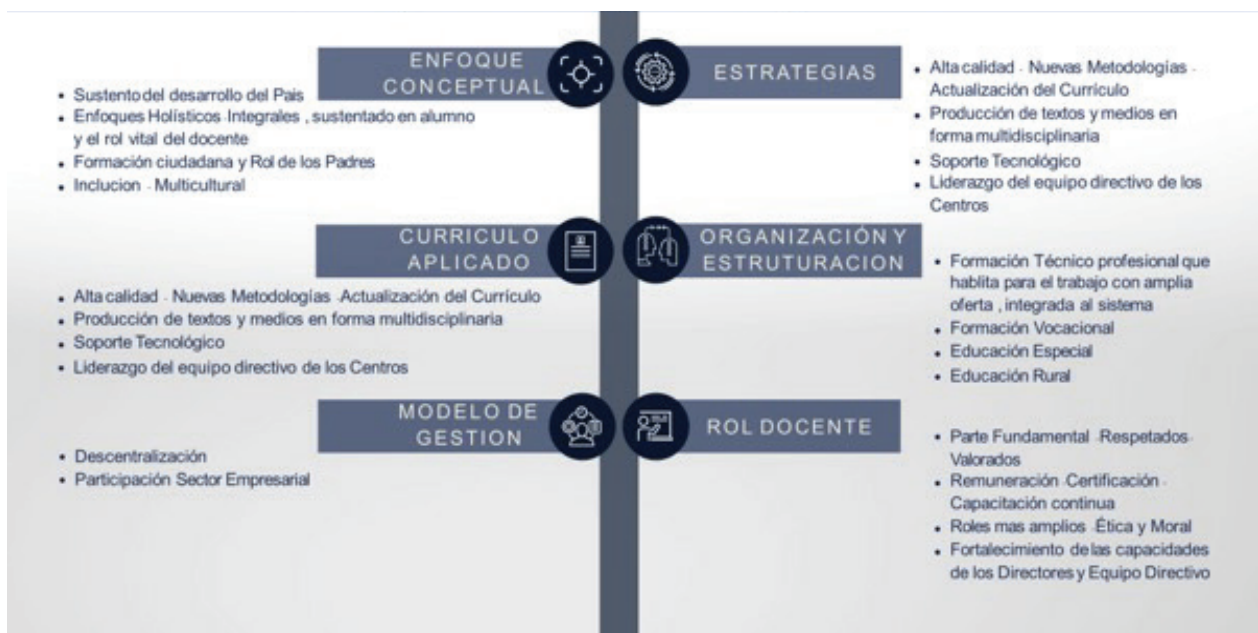 ENFOQUE
CONCEPTUAL
• Sustento del desarrollo del Pais
• Enfoques Holísticos Integrales , sustentado en alumno
y el rol vital del docente
• Formación ciudadana y Rol de los Padres
• Inclucion - Multicultural
ESTRATEGIAS
• Alta calidad - Nuevas Metodologías -
Actualización del Currículo
• Producción de textos y medios en
forma multidisciplinaria
• Soporte Tecnológico
• Liderazgo del equipo directivo de los
Centros
CURRICULO
APLICADO
• Alta calidad - Nuevas Metodologías -Actualización del Currículo
• Producción de textos y medios en forma multidisciplinaria
• Soporte Tecnológico
• Liderazgo del equipo directivo de los Centros
ORGANIZACIÓN Y
ESTRUTURACION
• Formación Técnico profesional que
hablita para el trabajo con amplia
oferta , integrada al sistema
• Formación Vocacional
• Educación Especial
• Educación Rural
MODELO DE
GESTION
• Descentralización
• Participación Sector Empresarial
ROL DOCENTE
• Parte Fundamental -Respetados-
Valorados
• Remuneración -Certificación -
Capacitación continua
• Roles mas amplios -Ética y Moral
• Fortalecimiento de las capacidades
de los Directores y Equipo Directivo